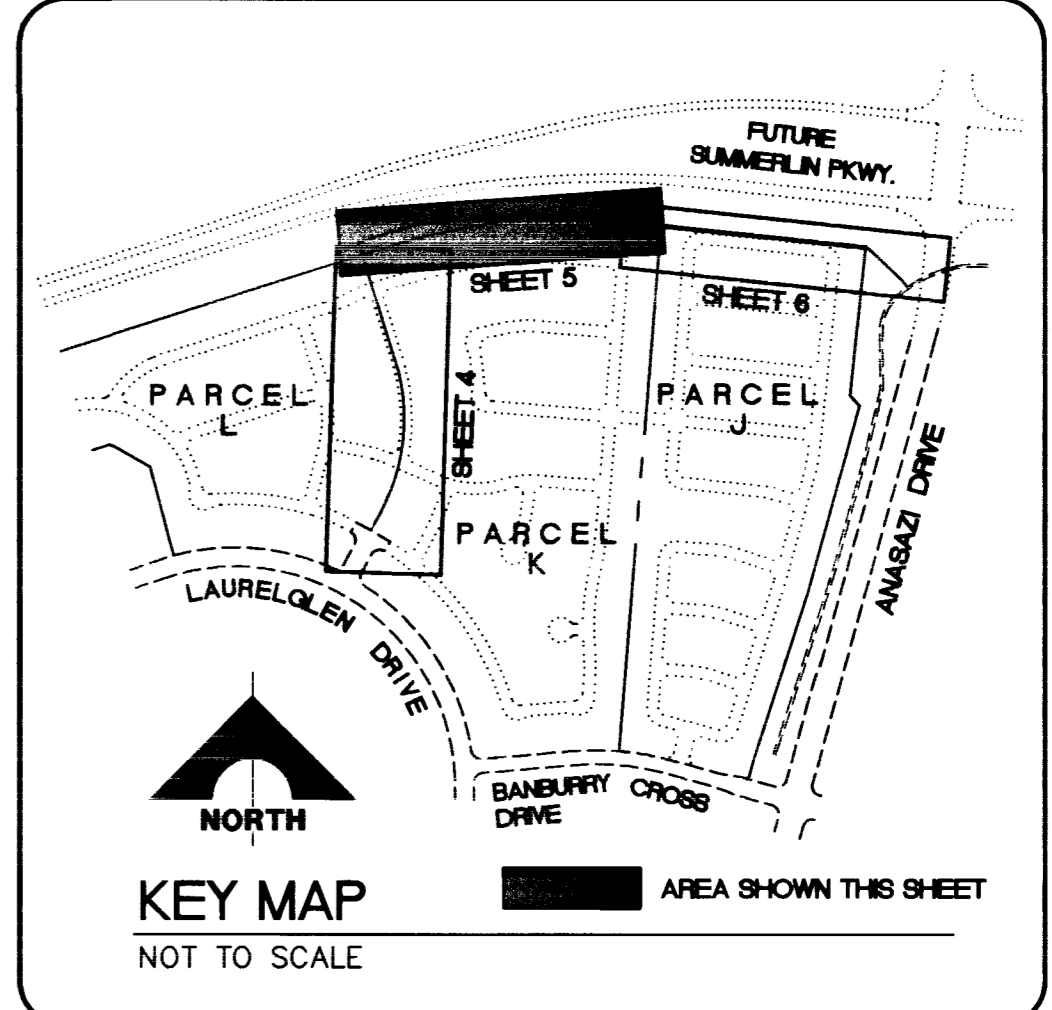 FUTURE
SUMMERLIN PKWY.
SHEET 5
SHEET 6
PARCEL
L
SHEET 4
PARCEL
J
ANASAZI DRIVE
PARCEL
K
LAURELGLEN DRIVE
BANBURRY CROSS
DRIVE
NORTH
KEY MAP
AREA SHOWN THIS SHEET
NOT TO SCALE